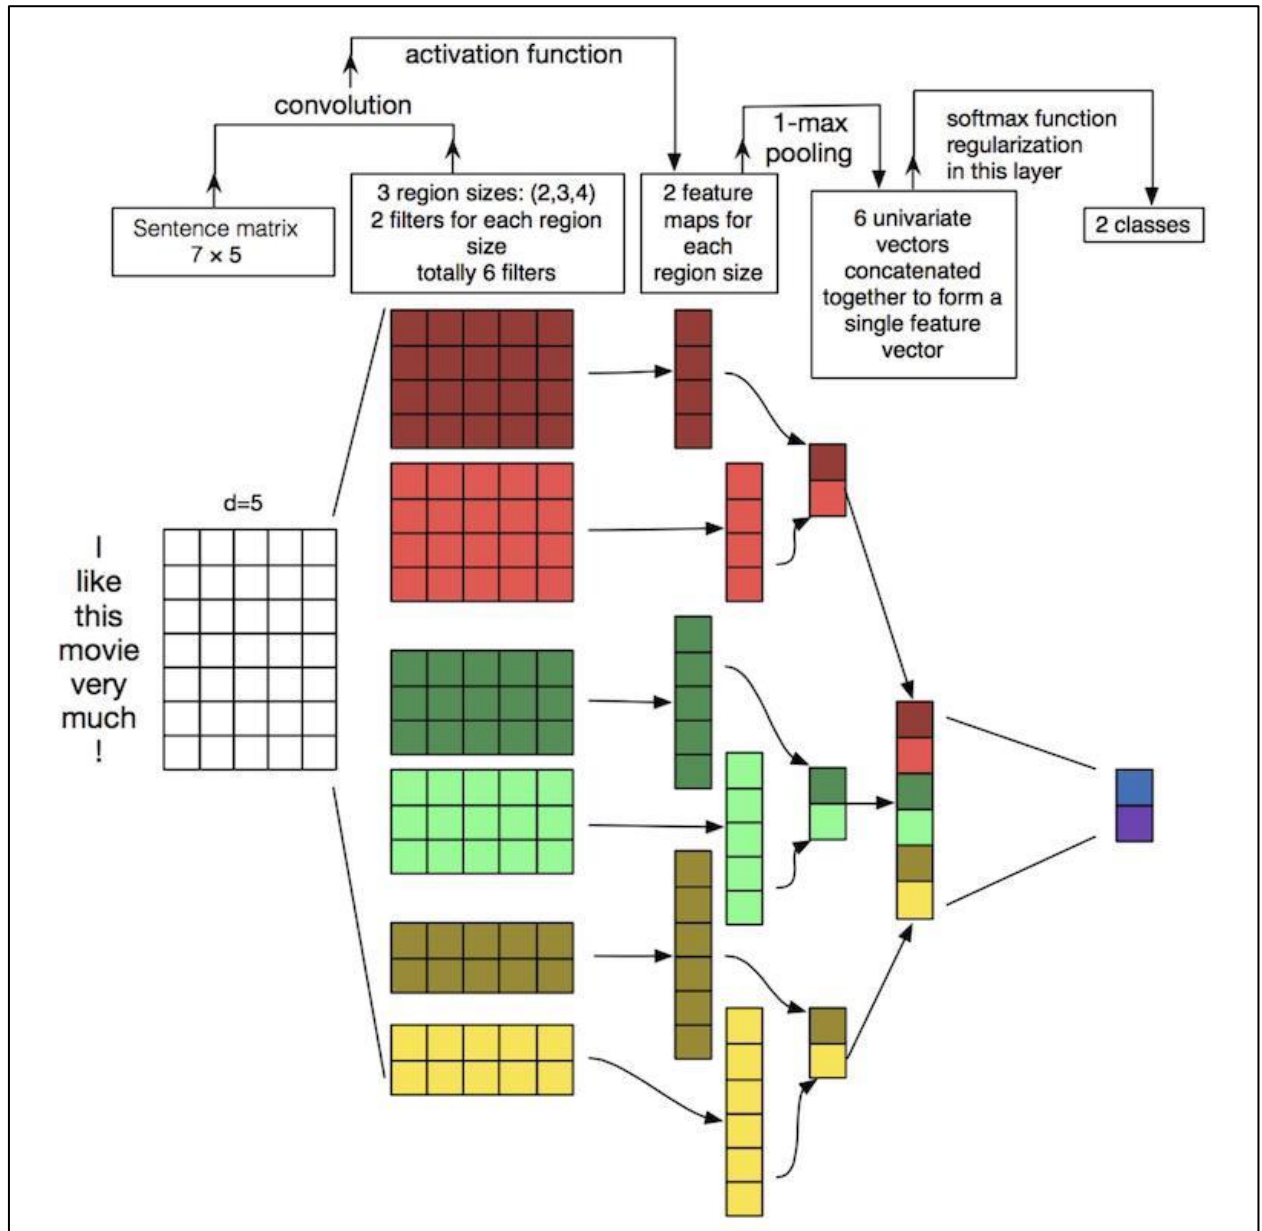 activation function
convolution
1-max
pooling
softmax function
regularization
in this layer
Sentence matrix
7 × 5
3 region sizes: (2,3,4)
2 filters for each region
size
totally 6 filters
2 feature
maps for
each
region size
6 univariate
vectors
concatenated
together to form a
single feature
vector
2 classes
d=5
I
like
this
movie
very
much
!